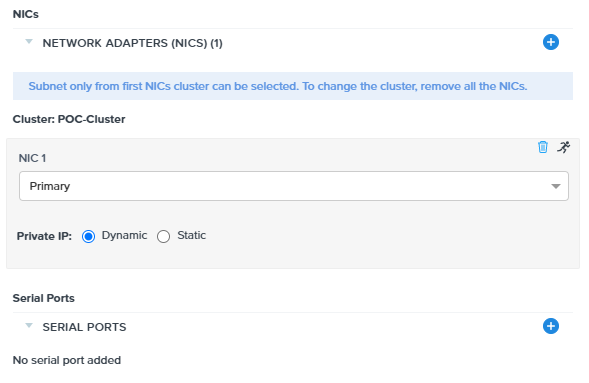 NICs
NETWORK ADAPTERS (NICS) (1)
Subnet only from first NICs cluster can be selected. To change the cluster, remove all the NICs.
Cluster: POC-Cluster
NIC 1
Primary
Private IP: Dynamic Static
Serial Ports
SERIAL PORTS
No serial port added